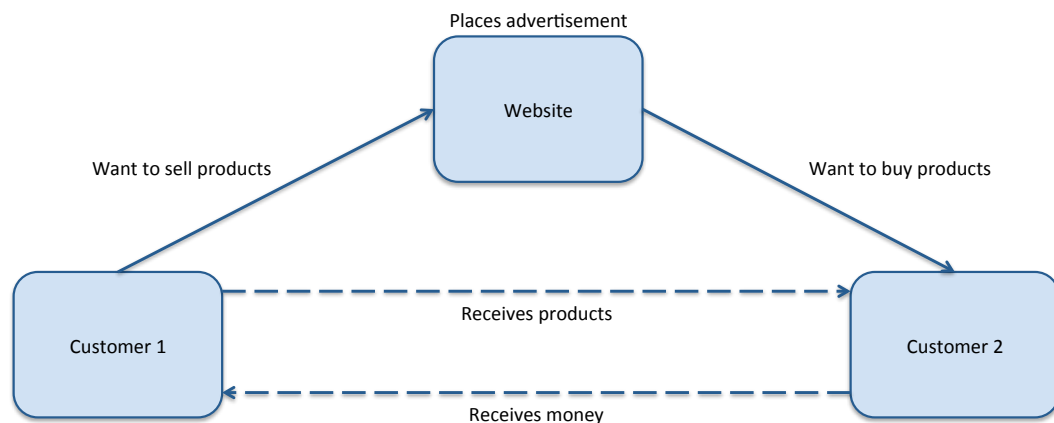 Places advertisement
Website
Want to sell products
Want to buy products
Receives products
Customer 1
Customer 2
Receives money